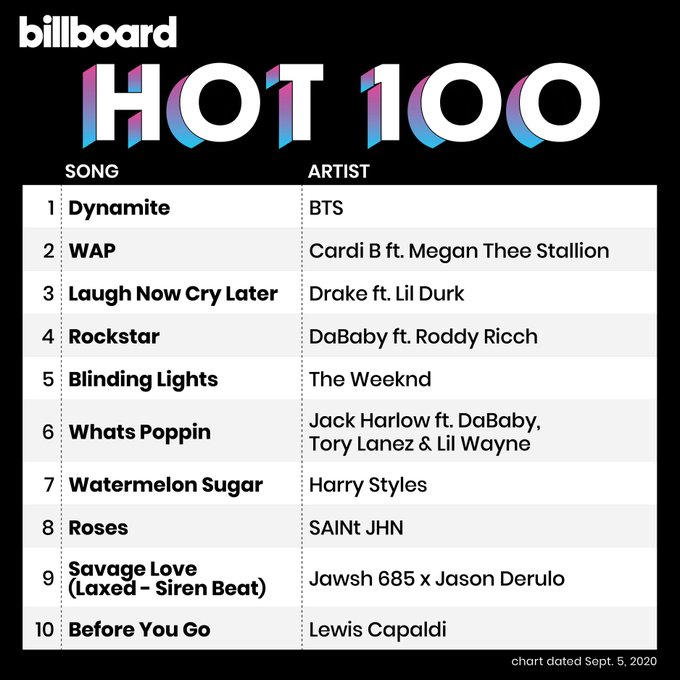 billboard
HOT 100
SONG ARTIST
1 Dynamite BTS
2 WAP Cardi B ft. Megan Thee Stallion
3 Laugh Now Cry Later Drake ft. Lil Durk
4 Rockstar DaBaby ft. Roddy Ricch
5 Blinding Lights The Weeknd
6 Whats Poppin Jack Harlow ft. DaBaby,
Tory Lanez & Lil Wayne
7 Watermelon Sugar Harry Styles
8 Roses SAINt JHN
9 Savage Love
(Laxed - Siren Beat) Jawsh 685 x Jason Derulo
10 Before You Go Lewis Capaldi
chart dated Sept. 5, 2020